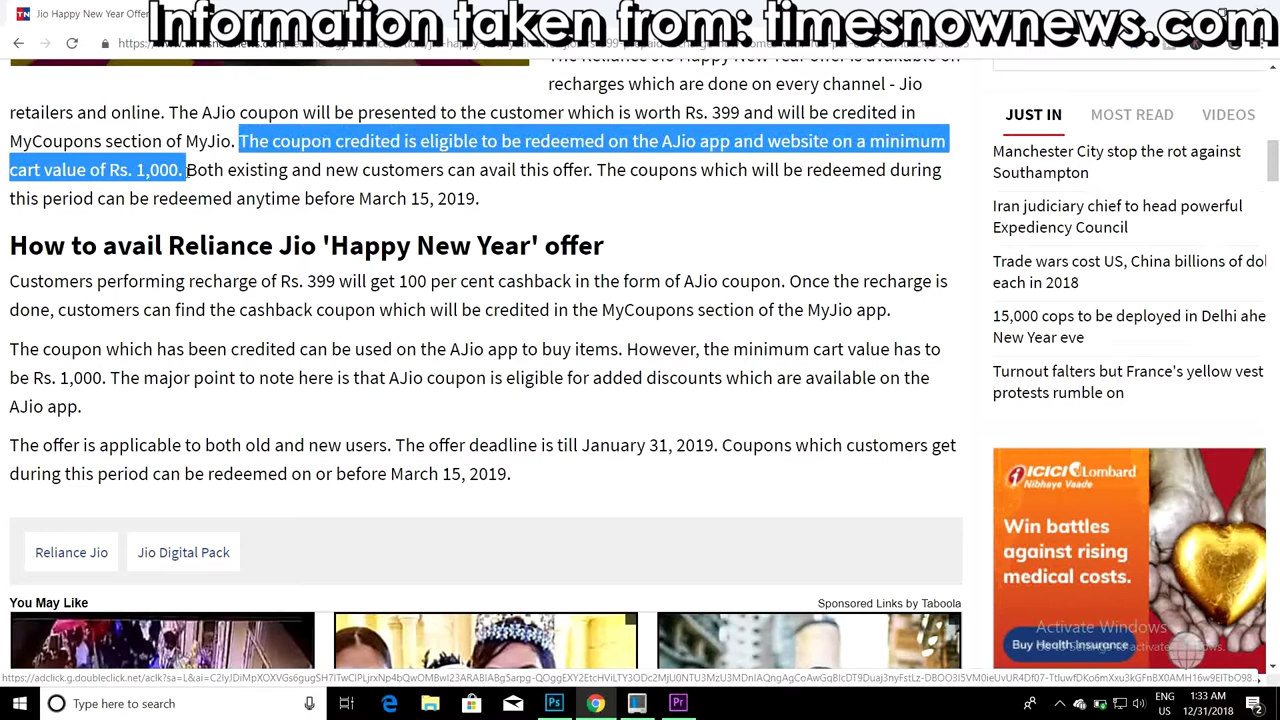 Jio Happy New Year Offer
Information taken from: timesnownews.com
The Reliance Jio Happy New Year offer is available on
recharges which are done on every channel - Jio
retailers and online. The AJio coupon will be presented to the customer which is worth Rs. 399 and will be credited in
MyCoupons section of MyJio. The coupon credited is eligible to be redeemed on the AJio app and website on a minimum
cart value of Rs. 1,000. Both existing and new customers can avail this offer. The coupons which will be redeemed during
this period can be redeemed anytime before March 15, 2019.
How to avail Reliance Jio 'Happy New Year' offer
Customers performing recharge of Rs. 399 will get 100 per cent cashback in the form of AJio coupon. Once the recharge is
done, customers can find the cashback coupon which will be credited in the MyCoupons section of the MyJio app.
The coupon which has been credited can be used on the AJio app to buy items. However, the minimum cart value has to
be Rs. 1,000. The major point to note here is that AJio coupon is eligible for added discounts which are available on the
AJio app.
The offer is applicable to both old and new users. The offer deadline is till January 31, 2019. Coupons which customers get
during this period can be redeemed on or before March 15, 2019.
Reliance Jio
Jio Digital Pack
You May Like
Sponsored Links by Taboola
JUST IN
MOST READ
VIDEOS
Manchester City stop the rot against
Southampton
Iran judiciary chief to head powerful
Expediency Council
Trade wars cost US, China billions of dol
each in 2018
15,000 cops to be deployed in Delhi ahe
New Year eve
Turnout falters but France's yellow vest
protests rumble on
ICICI Lombard
Nibhaye Vaade
Win battles
against rising
medical costs.
Buy Health Insurance
Activate Windows
Go to Settings to activate Windows.
Type here to search
ENG
US
1:33 AM
12/31/2018